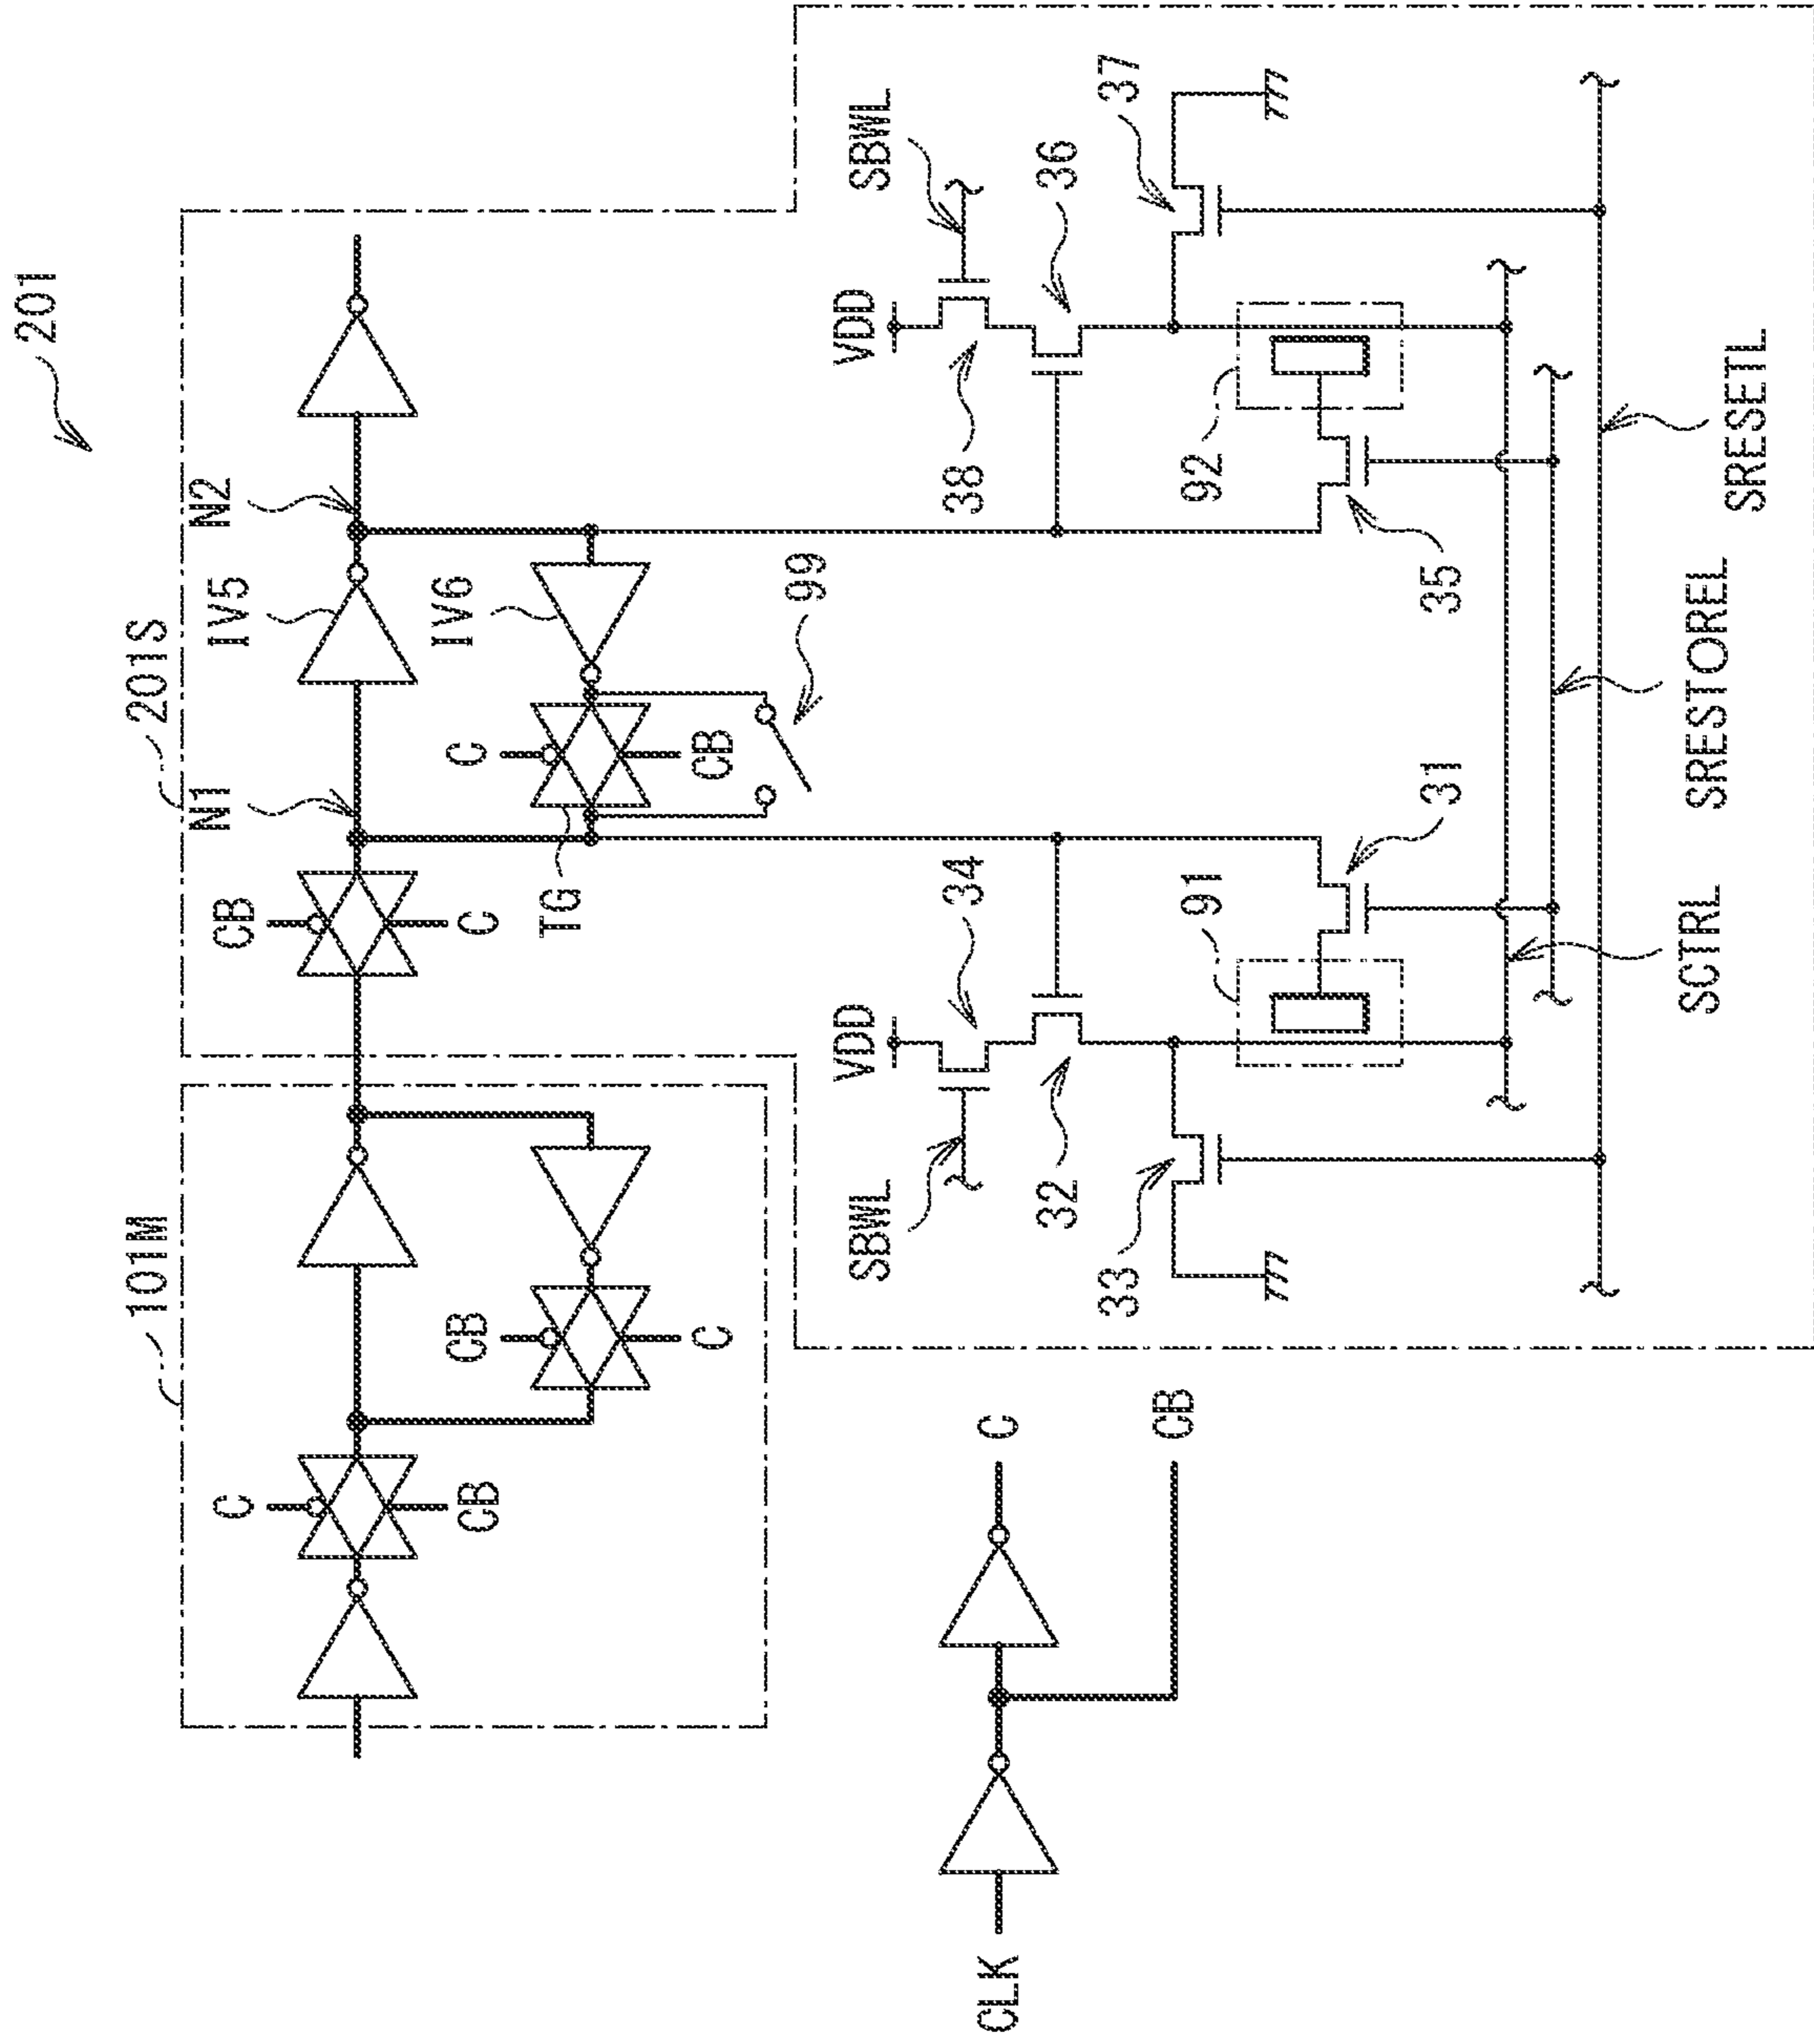 201
101M
201S
C
CB
CB
C
CB
C
N1
IV5
N2
TG
C
CB
IV6
99
CLK
C
CB
SBWL
VDD
34
32
33
91
31
VDD
SBWL
38
36
37
92
35
SCTRL
SRESTOREL
SRESETL